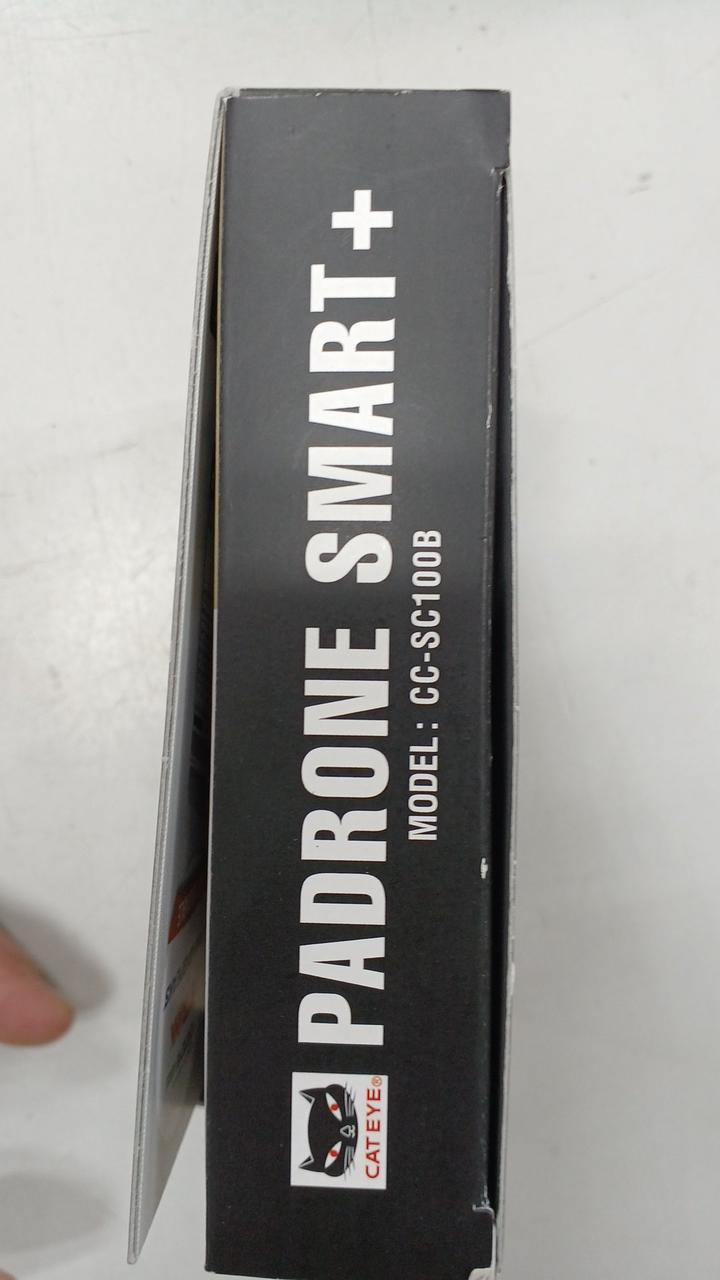 PADRONE SMART+
MODEL: CC-SC100B
CAT EYE®